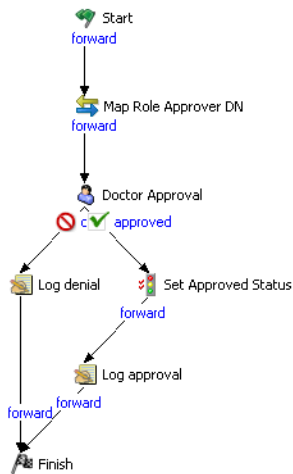 Start
forward
Map Role Approver DN
forward
Doctor Approval
approved
Log denial
Set Approved Status
forward
Log approval
forward
forward
Finish